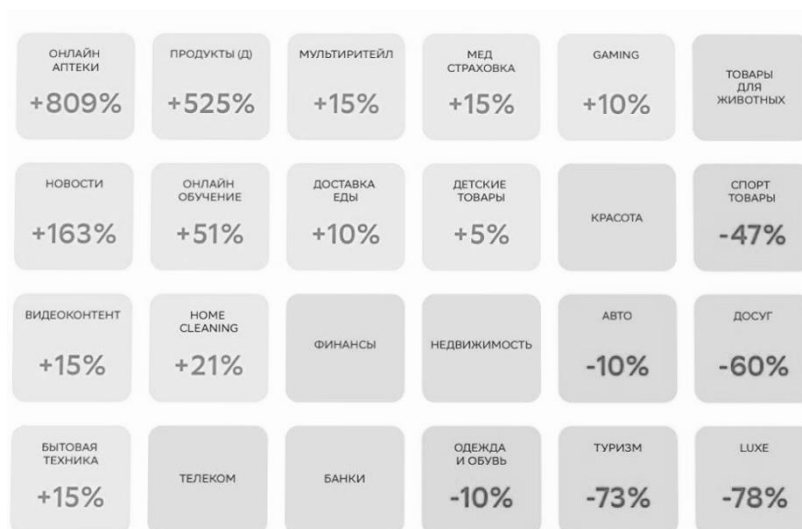 ОНЛАЙН
АПТЕКИ
+809%
ПРОДУКТЫ (Д)
+525%
МУЛЬТИРИТЕЙЛ
+15%
МЕД
СТРАХОВКА
+15%
GAMING
+10%
ТОВАРЫ
ДЛЯ
ЖИВОТНЫХ
НОВОСТИ
+163%
ОНЛАЙН
ОБУЧЕНИЕ
+51%
ДОСТАВКА
ЕДЫ
+10%
ДЕТСКИЕ
ТОВАРЫ
+5%
КРАСОТА
СПОРТ
ТОВАРЫ
-47%
ВИДЕОКОНТЕНТ
+15%
HOME
CLEANING
+21%
ФИНАНСЫ
НЕДВИЖИМОСТЬ
АВТО
-10%
ДОСУГ
-60%
БЫТОВАЯ
ТЕХНИКА
+15%
ТЕЛЕКОМ
БАНКИ
ОДЕЖДА
И ОБУВЬ
-10%
ТУРИЗМ
-73%
LUXE
-78%